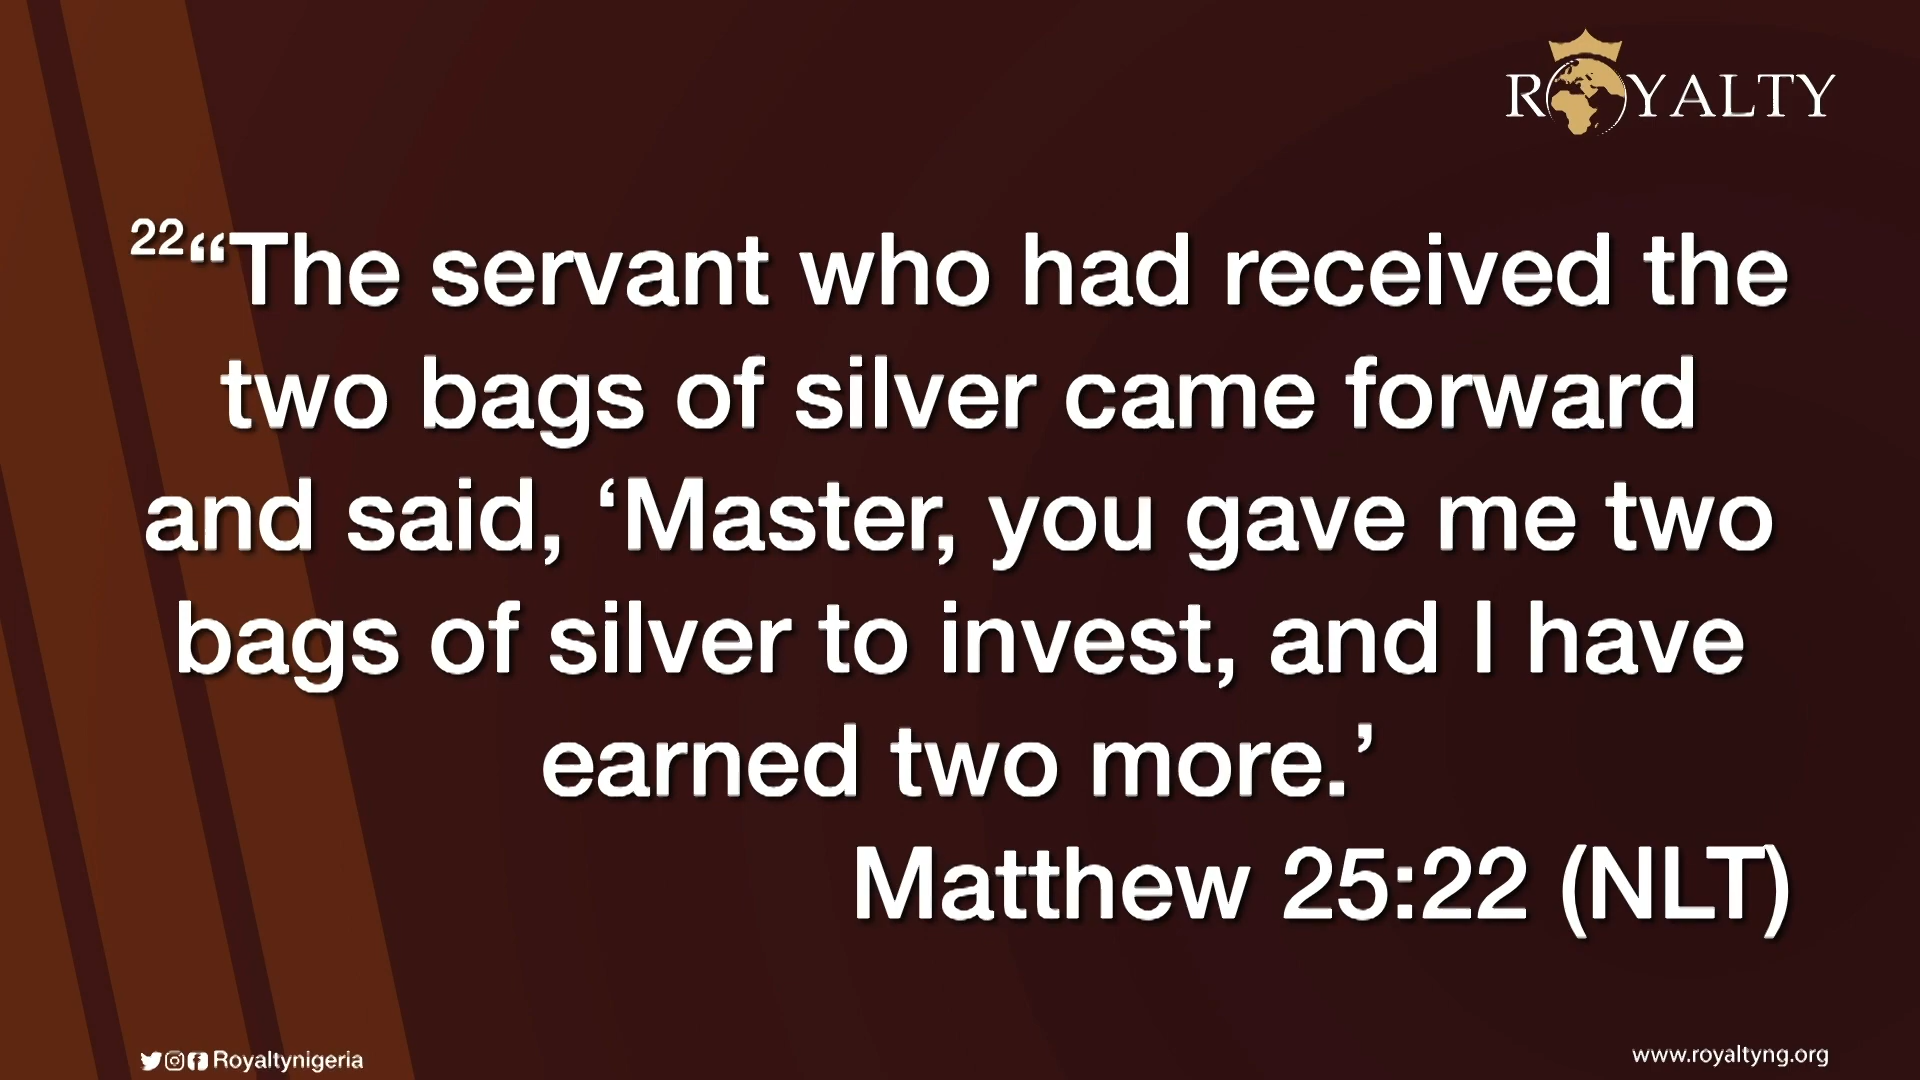 ROYALTY
22“The servant who had received the
two bags of silver came forward
and said, ‘Master, you gave me two
bags of silver to invest, and I have
earned two more.’
Matthew 25:22 (NLT)
Royaltynigeria
www.royaltyng.org